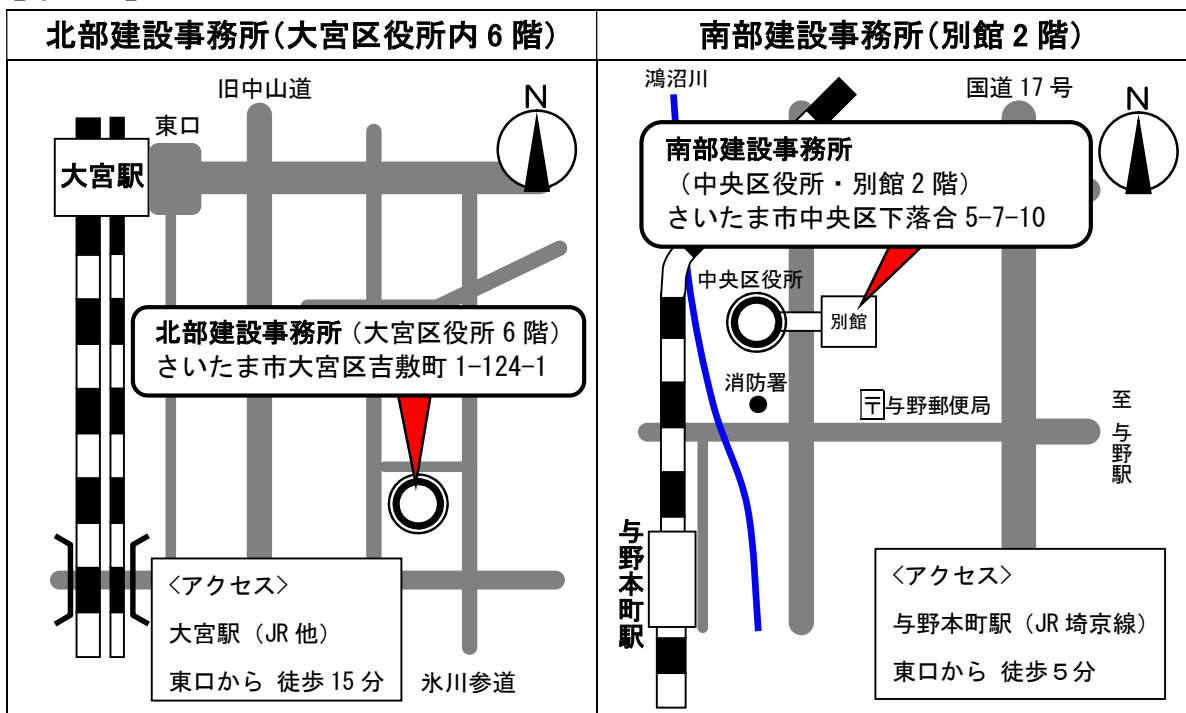 北部建設事務所(大宮区役所内 6 階)
旧中山道
東口
大宮駅
N
北部建設事務所(大宮区役所 6 階)
さいたま市大宮区吉敷町 1-124-1
<アクセス>
大宮駅(JR 他)
東口から 徒歩 15 分
氷川参道
南部建設事務所(別館 2 階)
鴻沼川
国道 17 号
N
南部建設事務所
(中央区役所・別館 2 階)
さいたま市中央区下落合 5-7-10
中央区役所
別館
消防署
〒与野郵便局
至与野駅
与野本町駅
<アクセス>
与野本町駅(JR 埼京線)
東口から 徒歩５分